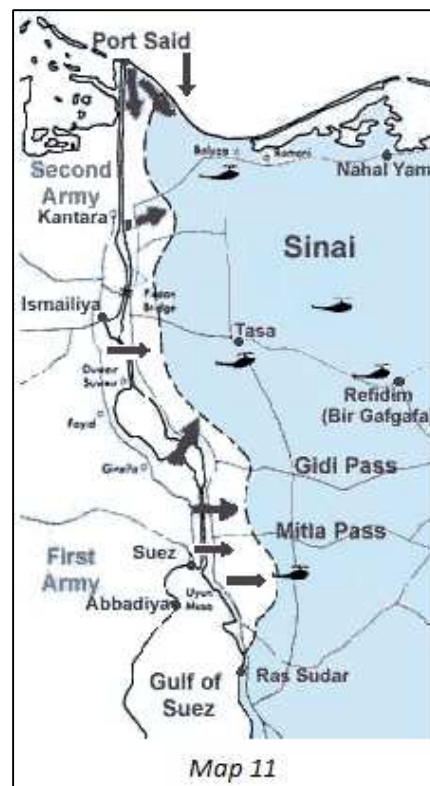 Port Said
Baluza
Romani
Nahal Yam
Second
Army
Kantara
Sinai
Ismailiya
Bridge
Tasa
Refidim
(Bir Gafgafa)
Fayid
Gidi Pass
Mitla Pass
First
Army
Suez
Abbadiya
Uyun
Musa
Ras Sudar
Gulf of
Suez
Map 11